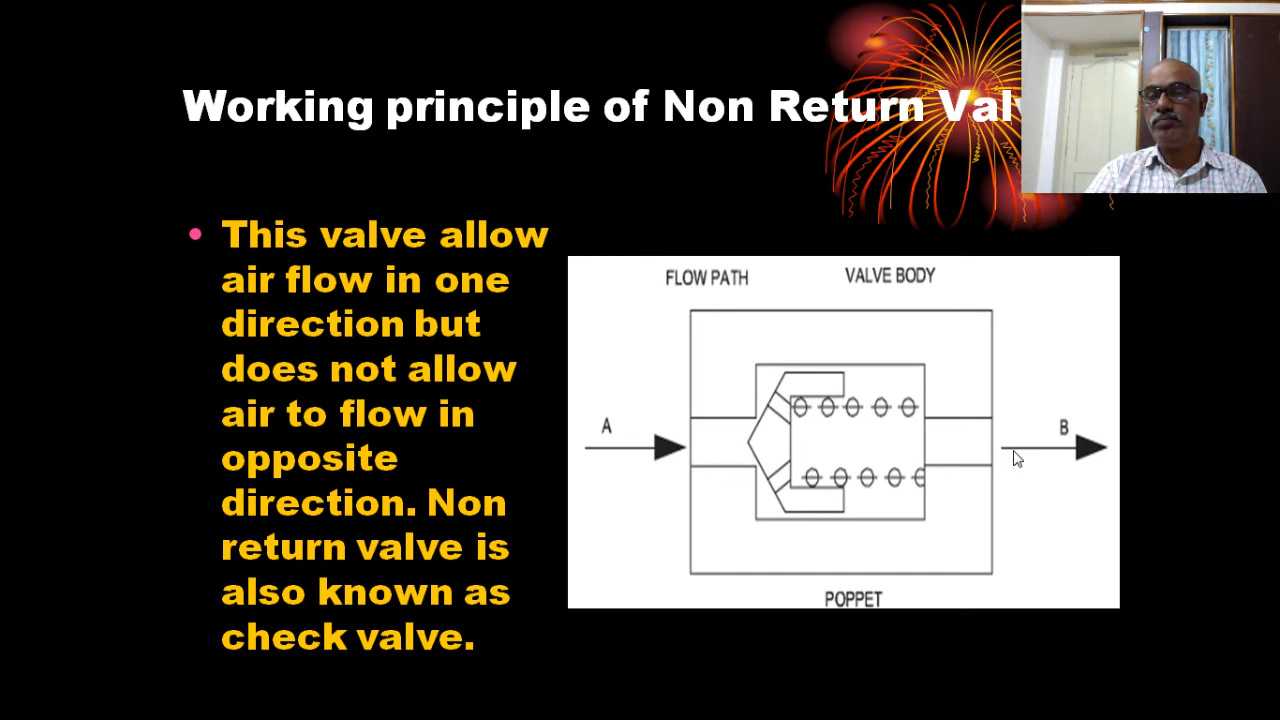 Working principle of Non Return Val
This valve allow
air flow in one
direction but
does not allow
air to flow in
opposite
direction. Non
return valve is
also known as
check valve.
FLOW PATH
VALVE BODY
A
B
POPPET